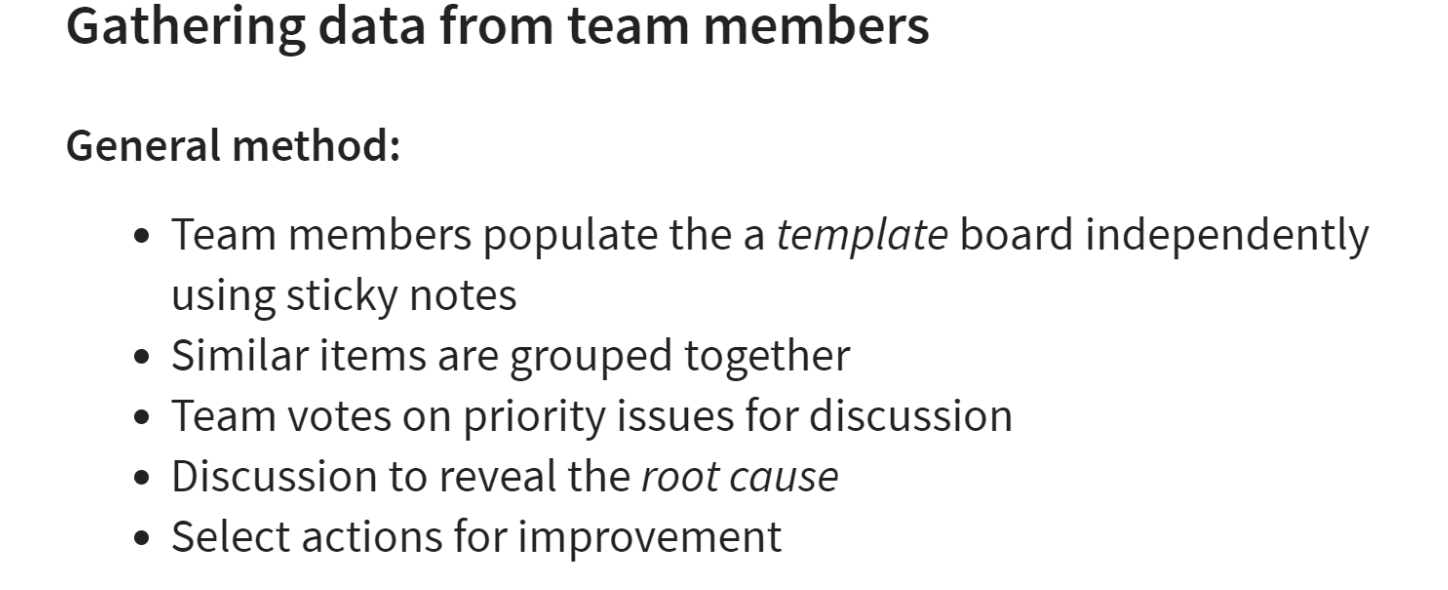 Gathering data from team members
General method:
• Team members populate the a template board independently
using sticky notes
• Similar items are grouped together
• Team votes on priority issues for discussion
• Discussion to reveal the root cause
• Select actions for improvement